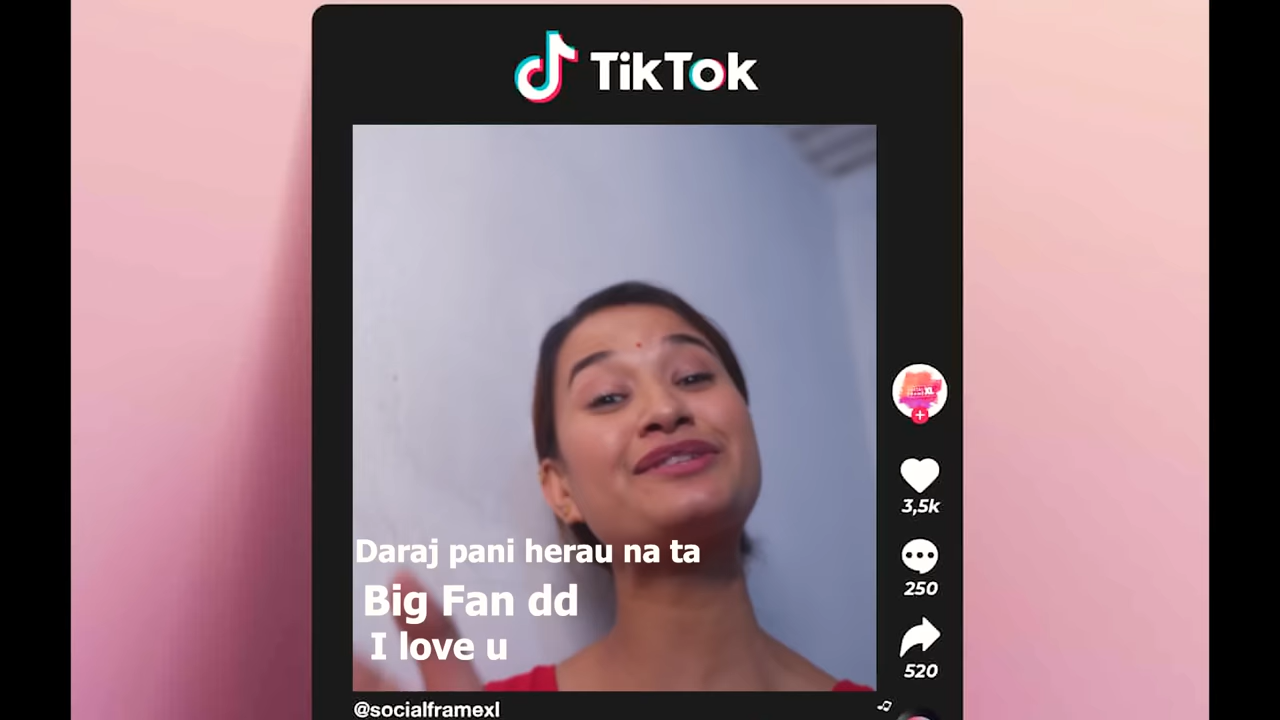 TikTok
Daraj pani herau na ta
Big Fan dd
I love u
3,5k
250
520
@socialframexl